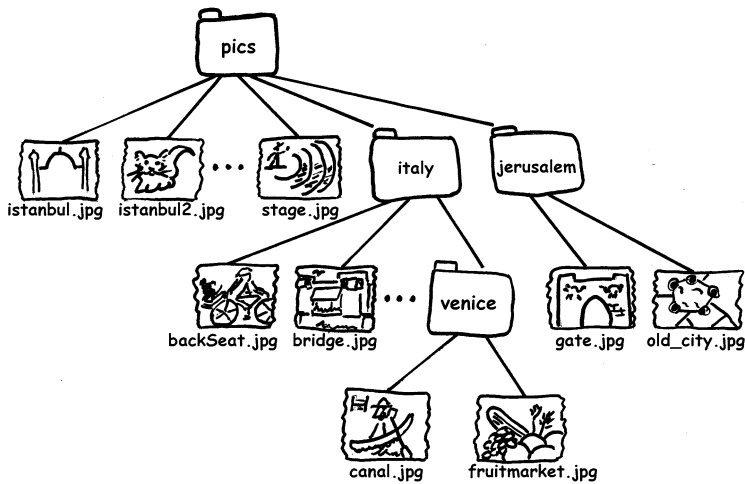 pics
istanbul.jpg
istanbul2.jpg
...
stage.jpg
italy
jerusalem
backSeat.jpg
bridge.jpg
...
venice
gate.jpg
old_city.jpg
canal.jpg
fruitmarket.jpg